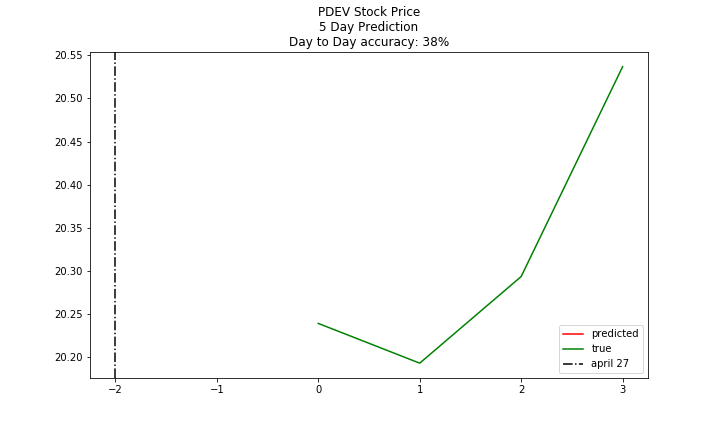 PDEV Stock Price
5 Day Prediction
Day to Day accuracy: 38%
20.55
20.50
20.45
20.40
20.35
20.30
20.25
20.20
−2
−1
0
1
2
3
predicted
true
april 27